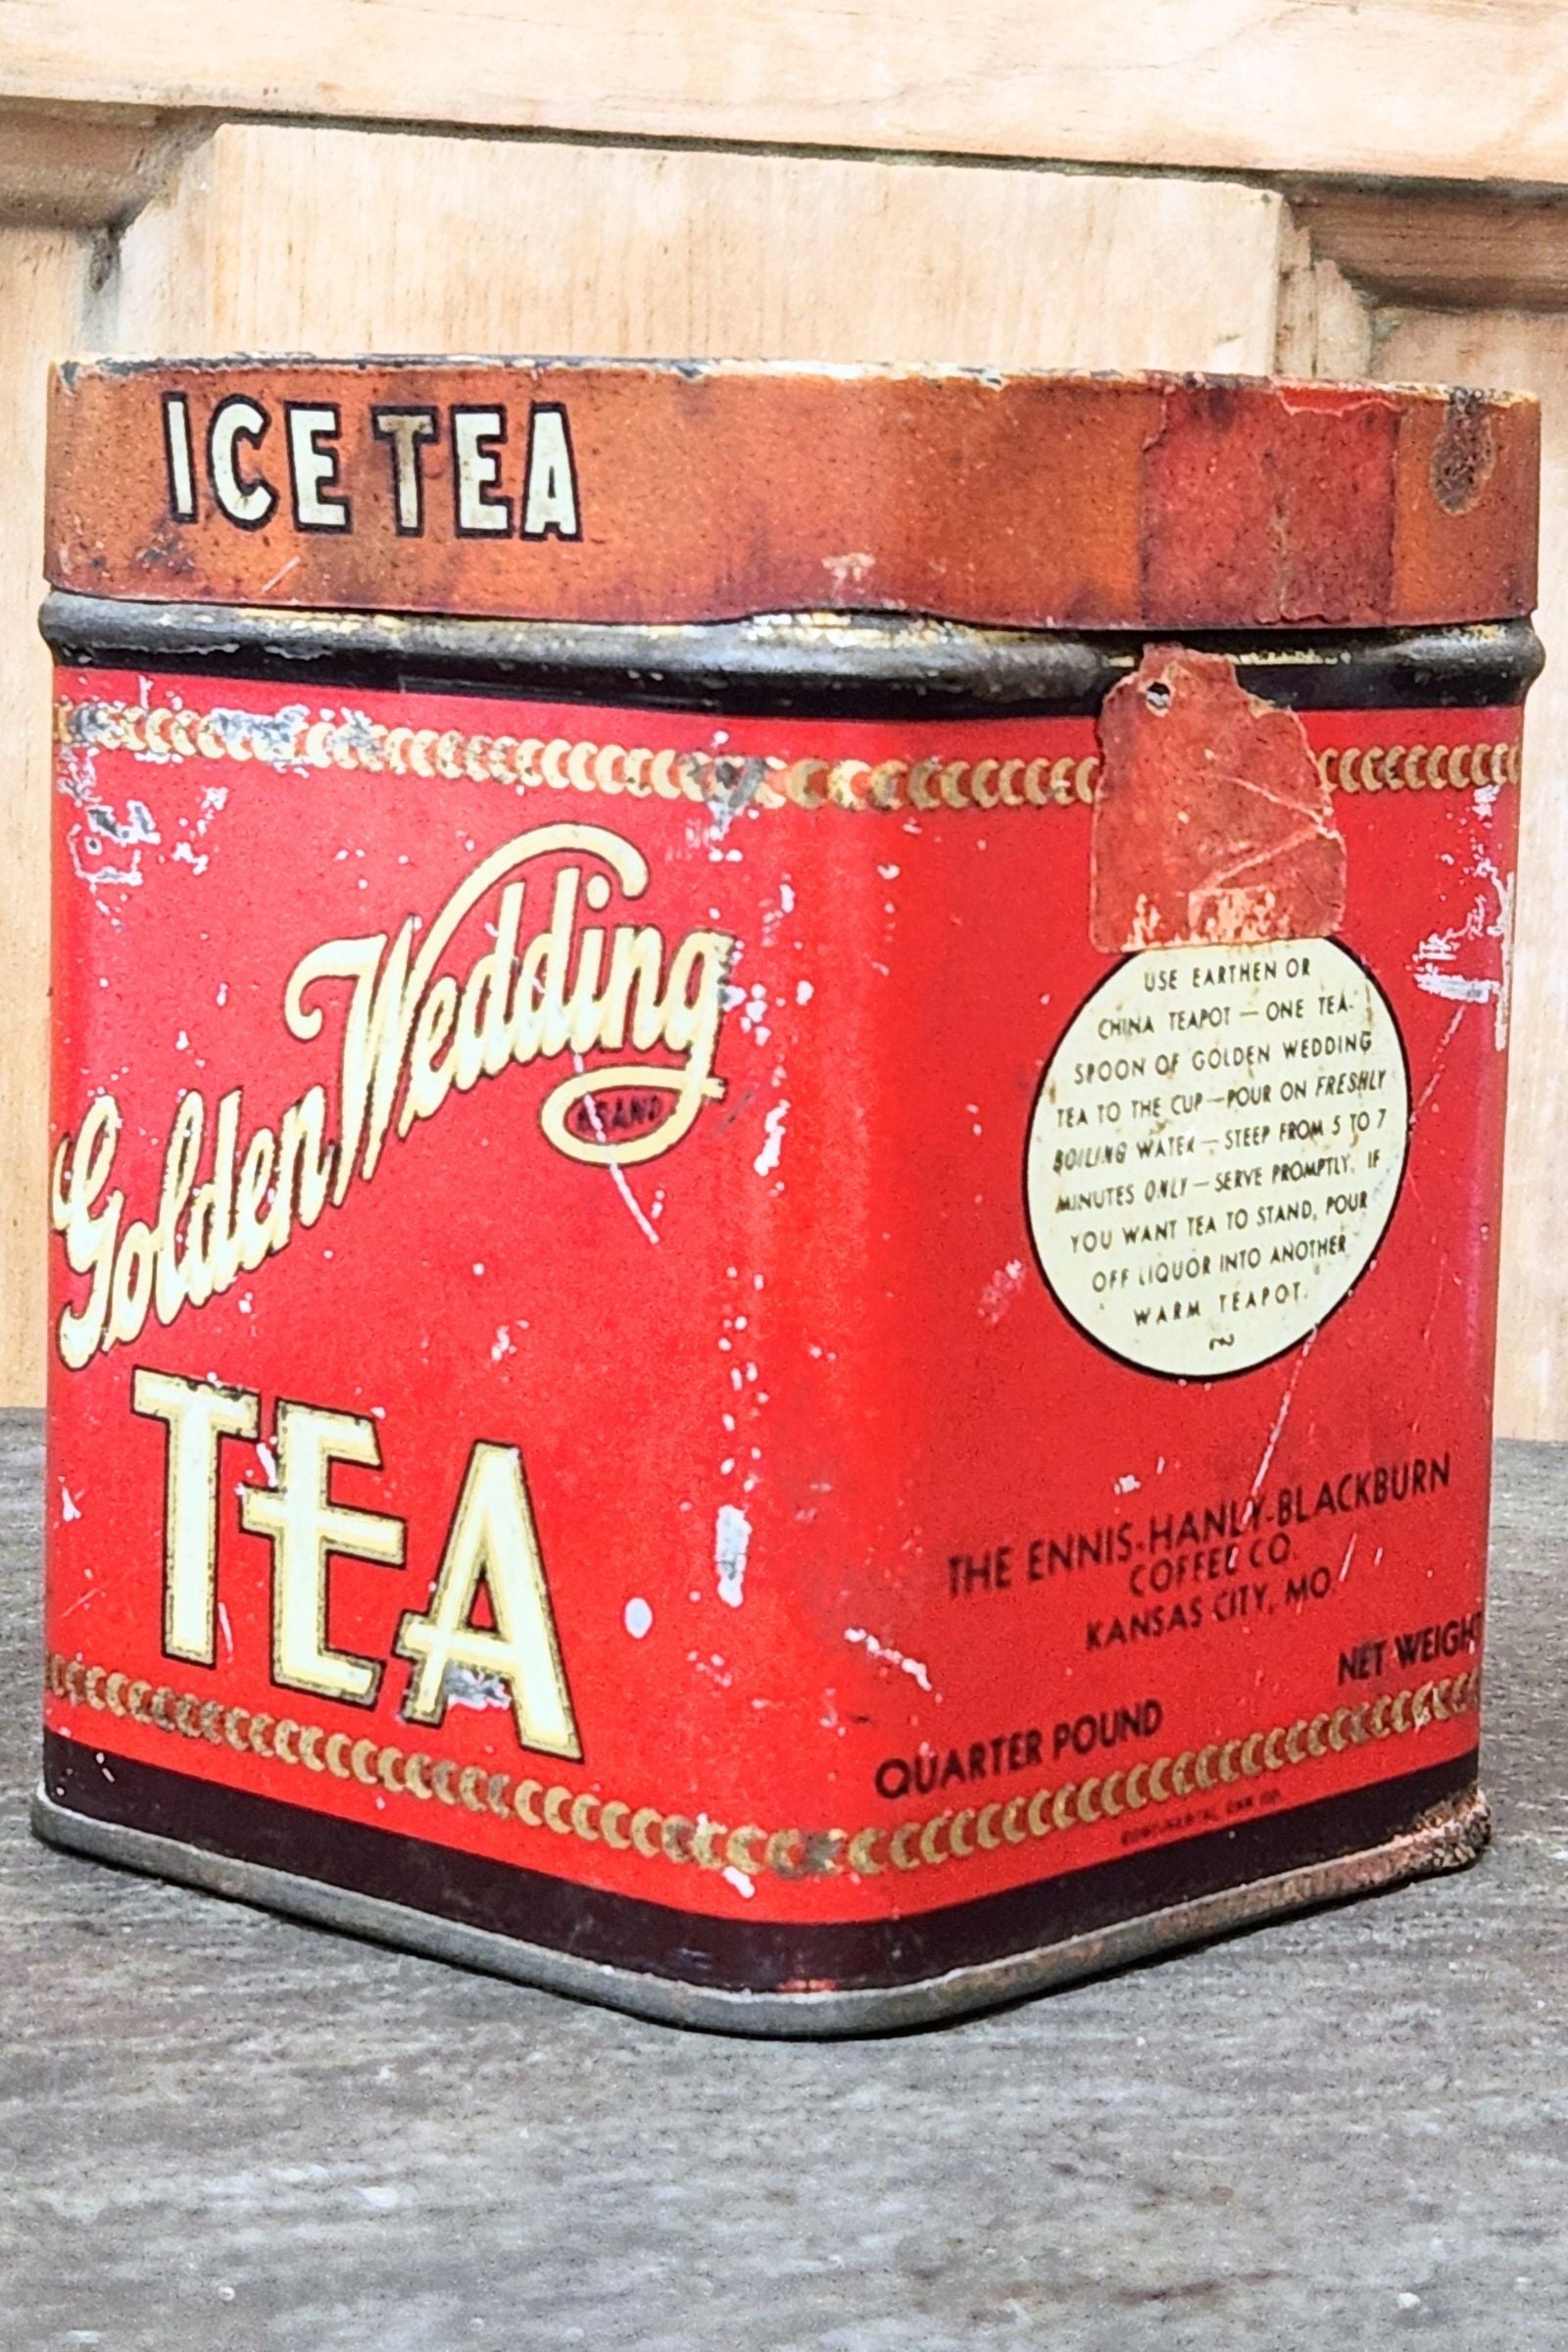 ICE TEA
Golden Wedding
BRAND
TEA
USE EARTHEN OR
CHINA TEAPOT — ONE TEA-
SPOON OF GOLDEN WEDDING
TEA TO THE CUP — POUR ON FRESHLY
BOILING WATER — STEEP FROM 5 TO 7
MINUTES ONLY — SERVE PROMPTLY. IF
YOU WANT TEA TO STAND, POUR
OFF LIQUOR INTO ANOTHER
WARM TEAPOT.
THE ENNIS-HANLY-BLACKBURN
COFFEE CO.
KANSAS CITY, MO.
NET WEIGHT
QUARTER POUND
CONTINENTAL CAN CO.